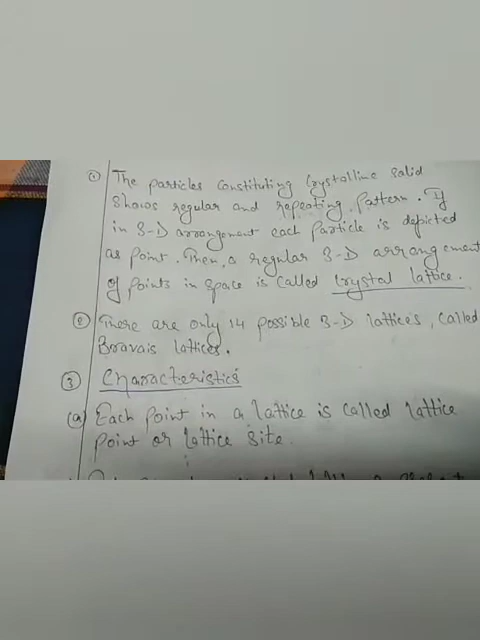 ① The particles constituting Crystalline solid
shows regular and repeating pattern. If
in 3-D arrangement each particle is depicted
as point. Then, a regular 3-D arrangement
of points in space is called Crystal lattice.
② There are only 14 possible 3-D lattices, called
Bravais lattices.
③ Characteristics
(a) Each point in a lattice is called lattice
point or lattice site.